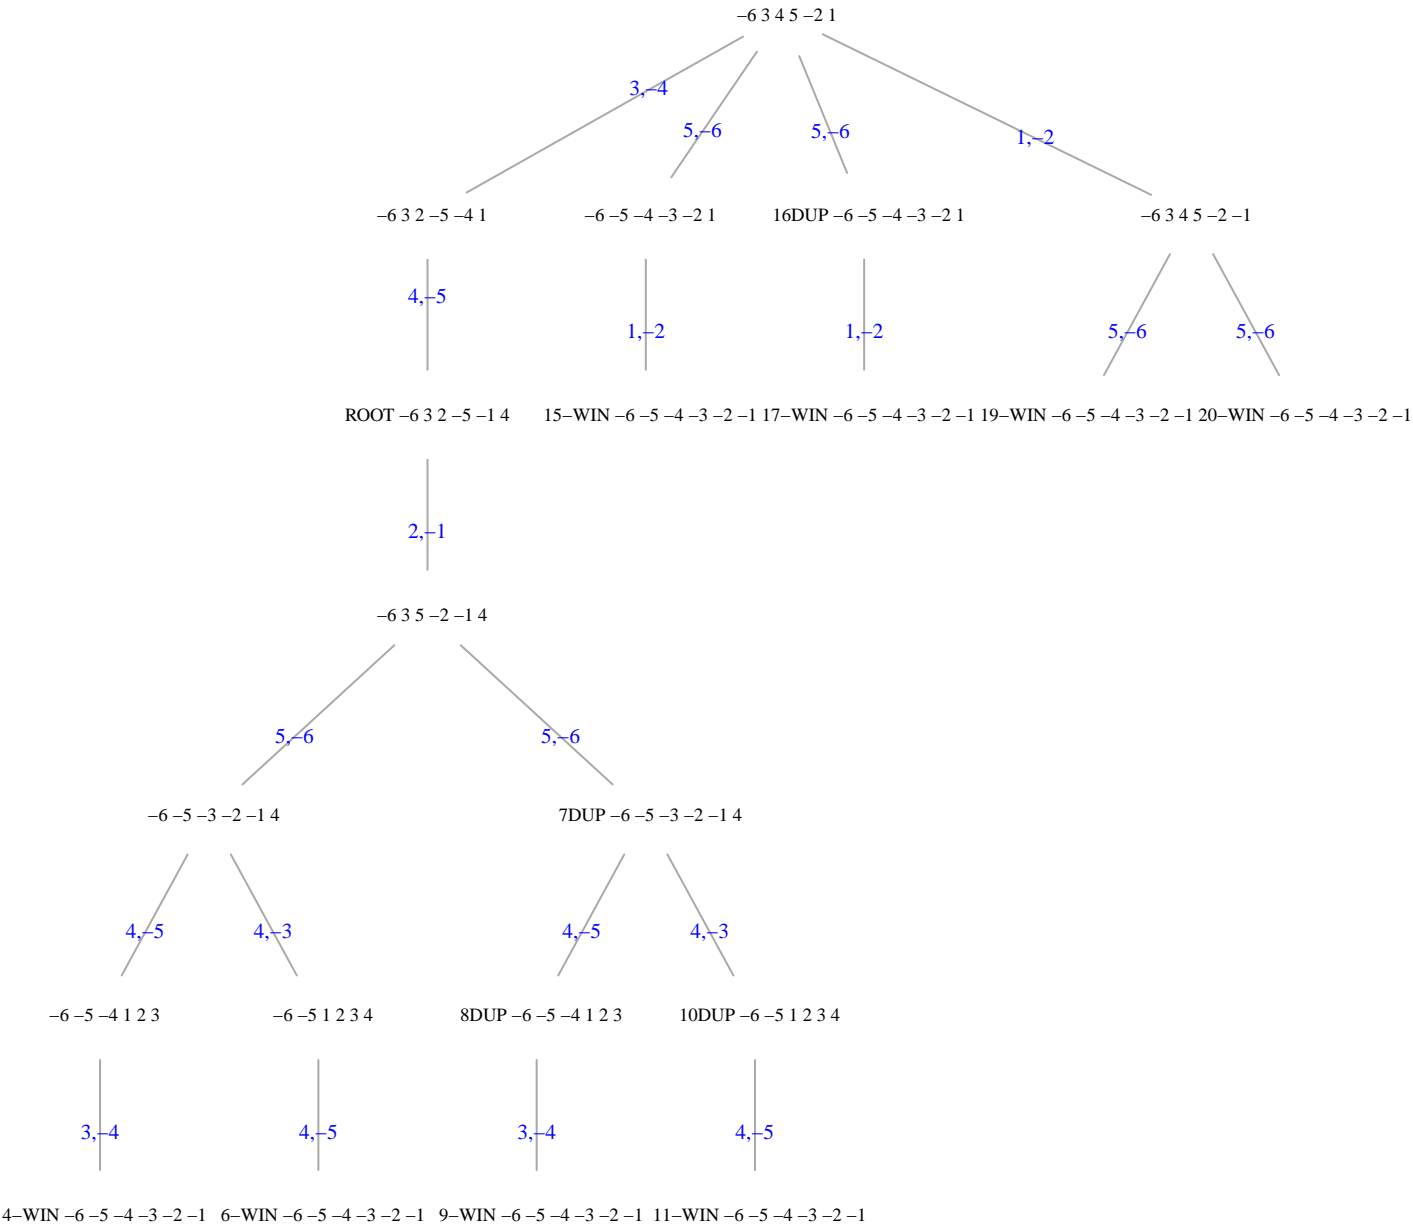 –6 3 4 5 –2 1
3,–4
5,–6
5,–6
1,–2
–6 3 2 –5 –4 1
–6 –5 –4 –3 –2 1
16DUP –6 –5 –4 –3 –2 1
–6 3 4 5 –2 –1
4,–5
1,–2
1,–2
5,–6
5,–6
ROOT –6 3 2 –5 –1 4
15–WIN –6 –5 –4 –3 –2 –1
17–WIN –6 –5 –4 –3 –2 –1
19–WIN –6 –5 –4 –3 –2 –1
20–WIN –6 –5 –4 –3 –2 –1
2,–1
–6 3 5 –2 –1 4
5,–6
5,–6
–6 –5 –3 –2 –1 4
7DUP –6 –5 –3 –2 –1 4
4,–5
4,–3
4,–5
4,–3
–6 –5 –4 1 2 3
–6 –5 1 2 3 4
8DUP –6 –5 –4 1 2 3
10DUP –6 –5 1 2 3 4
3,–4
4,–5
3,–4
4,–5
4–WIN –6 –5 –4 –3 –2 –1
6–WIN –6 –5 –4 –3 –2 –1
9–WIN –6 –5 –4 –3 –2 –1
11–WIN –6 –5 –4 –3 –2 –1